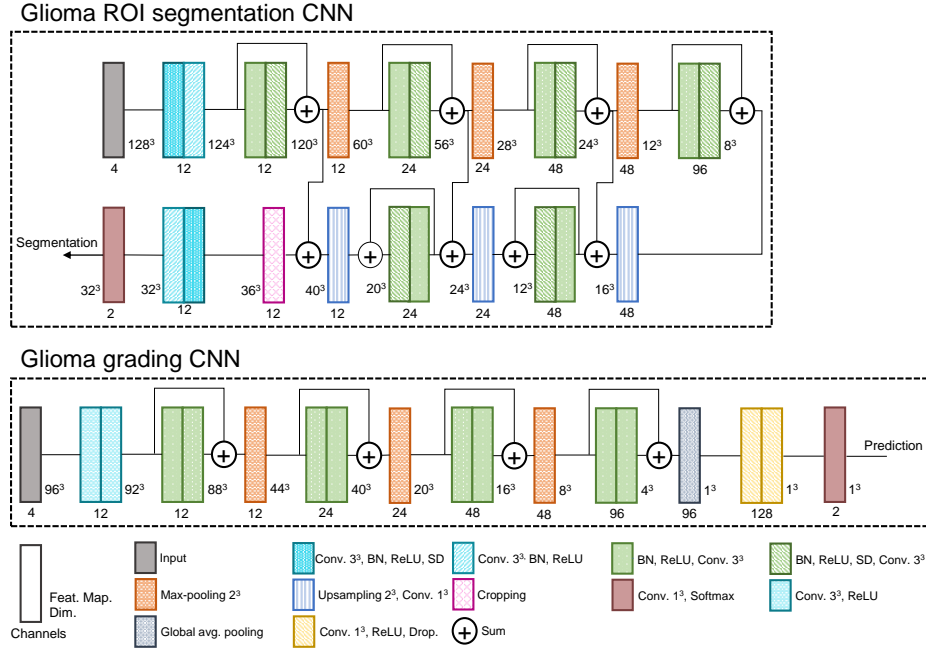 Glioma ROI segmentation CNN
128³ 124³ 120³ 60³ 56³ 28³ 24³ 12³ 8³
4 12 12 12 24 24 48 48 96
Segmentation
32³ 32³ 36³ 40³ 20³ 24³ 12³ 16³
2 12 12 12 24 24 48 48
Glioma grading CNN
Prediction
96³ 92³ 88³ 44³ 40³ 20³ 16³ 8³ 4³ 1³ 1³ 1³
4 12 12 12 24 24 48 48 96 96 128 2
Feat. Map.
Dim.
Channels
Input
Conv. 3³, BN, ReLU, SD
Conv. 3³, BN, ReLU
BN, ReLU, Conv. 3³
BN, ReLU, SD, Conv. 3³
Max-pooling 2³
Upsampling 2³, Conv. 1³
Cropping
Conv. 1³, Softmax
Conv. 3³, ReLU
Global avg. pooling
Conv. 1³, ReLU, Drop.
Sum